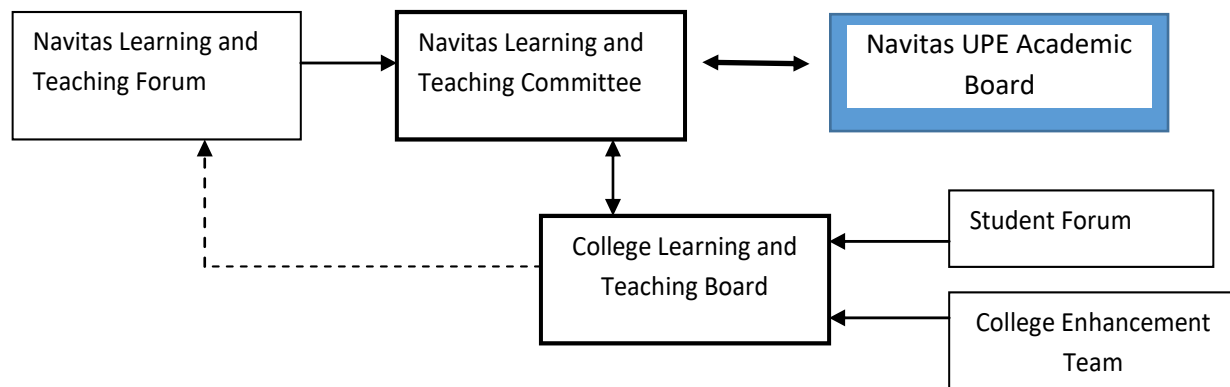 Navitas Learning and
Teaching Forum
Navitas Learning and
Teaching Committee
Navitas UPE Academic
Board
Student Forum
College Learning and
Teaching Board
College Enhancement
Team